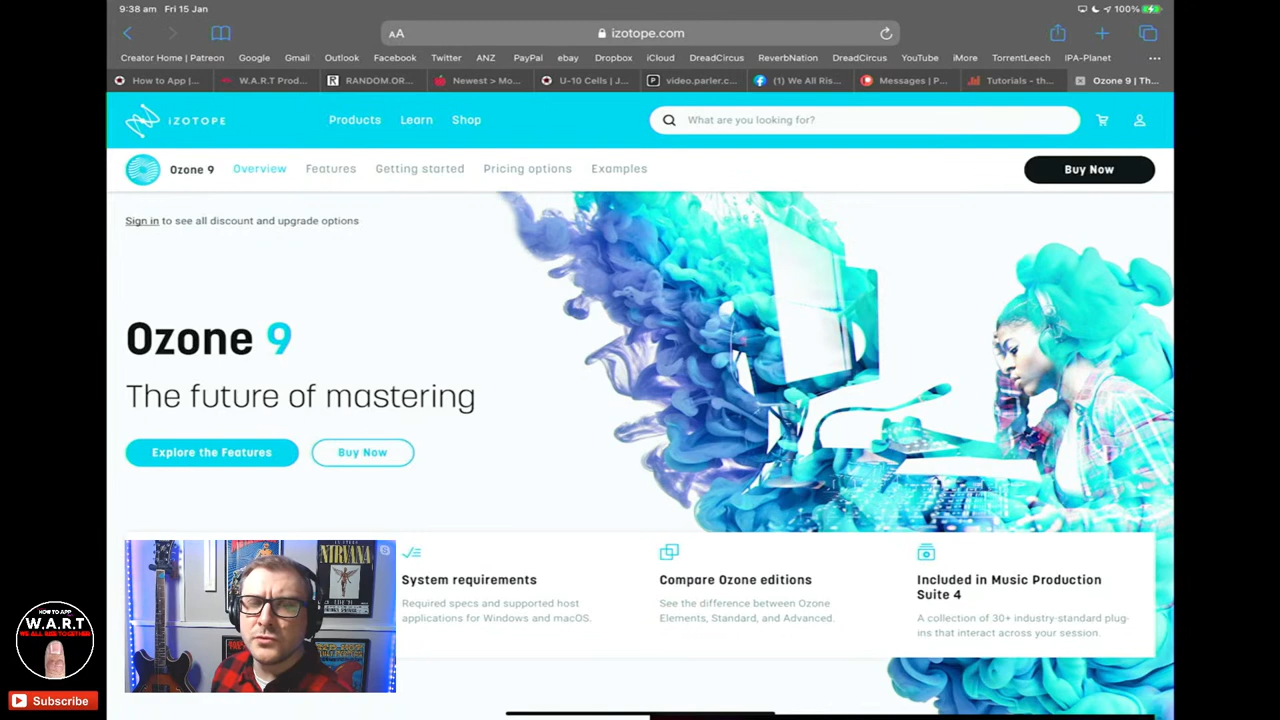 9:38 am Fri 15 Jan
100%
AA
izotope.com
Creator Home | Patreon Google Gmail Outlook Facebook Twitter ANZ PayPal ebay Dropbox iCloud DreadCircus ReverbNation DreadCircus YouTube iMore TorrentLeech IPA-Planet
How to App |... W.A.R.T Prod... RANDOM.OR... Newest > Mo... U-10 Cells | J... video.parler.c... (1) We All Ris... Messages | P... Tutorials - th... Ozone 9 | Th...
iZOTOPE
Products Learn Shop
What are you looking for?
Ozone 9 Overview Features Getting started Pricing options Examples
Buy Now
Sign in to see all discount and upgrade options
Ozone 9
The future of mastering
Explore the Features
Buy Now
System requirements
Required specs and supported host
applications for Windows and macOS.
Compare Ozone editions
See the difference between Ozone
Elements, Standard, and Advanced.
Included in Music Production
Suite 4
A collection of 30+ industry-standard plug-
ins that interact across your session.
NIRVANA
HOW TO APP
W.A.R.T
WE ALL RISE TOGETHER
Subscribe